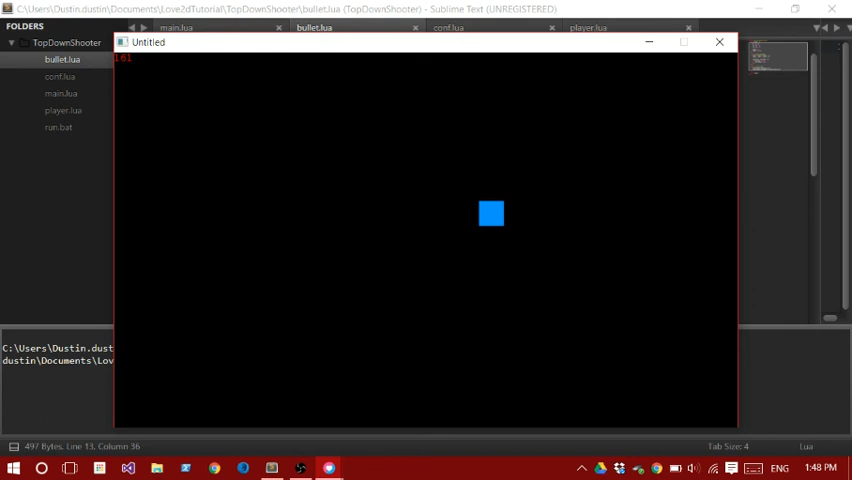 C:\Users\Dustin.dustin\Documents\Love2dTutorial\TopDownShooter\bullet.lua (TopDownShooter) - Sublime Text (UNREGISTERED)
FOLDERS
main.lua
bullet.lua
conf.lua
player.lua
TopDownShooter
Untitled
bullet.lua
161
conf.lua
main.lua
player.lua
run.bat
C:\Users\Dustin.dust
dustin\Documents\Lov
497 Bytes, Line 13, Column 36
Tab Size: 4
Lua
ENG
1:48 PM